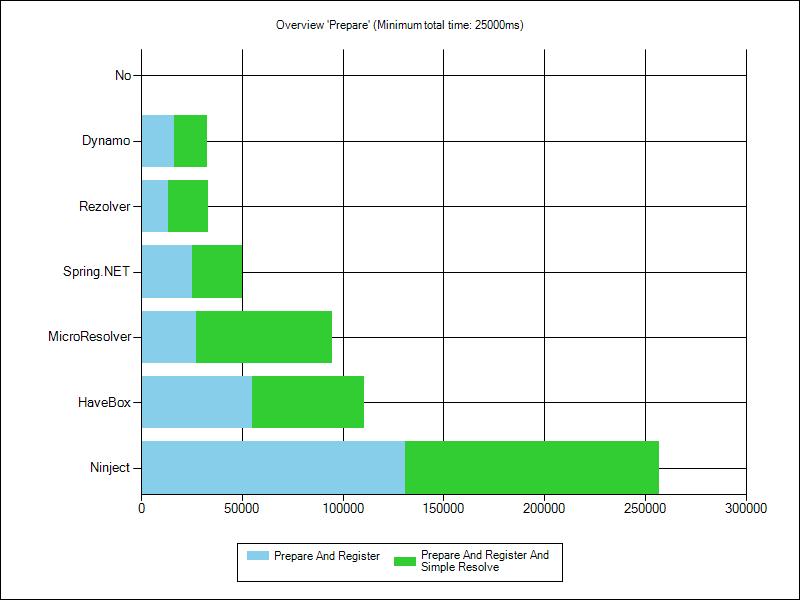 Overview 'Prepare' (Minimum total time: 25000ms)
No
Dynamo
Rezolver
Spring.NET
MicroResolver
HaveBox
Ninject
0 50000 100000 150000 200000 250000 300000
Prepare And Register
Prepare And Register And
Simple Resolve